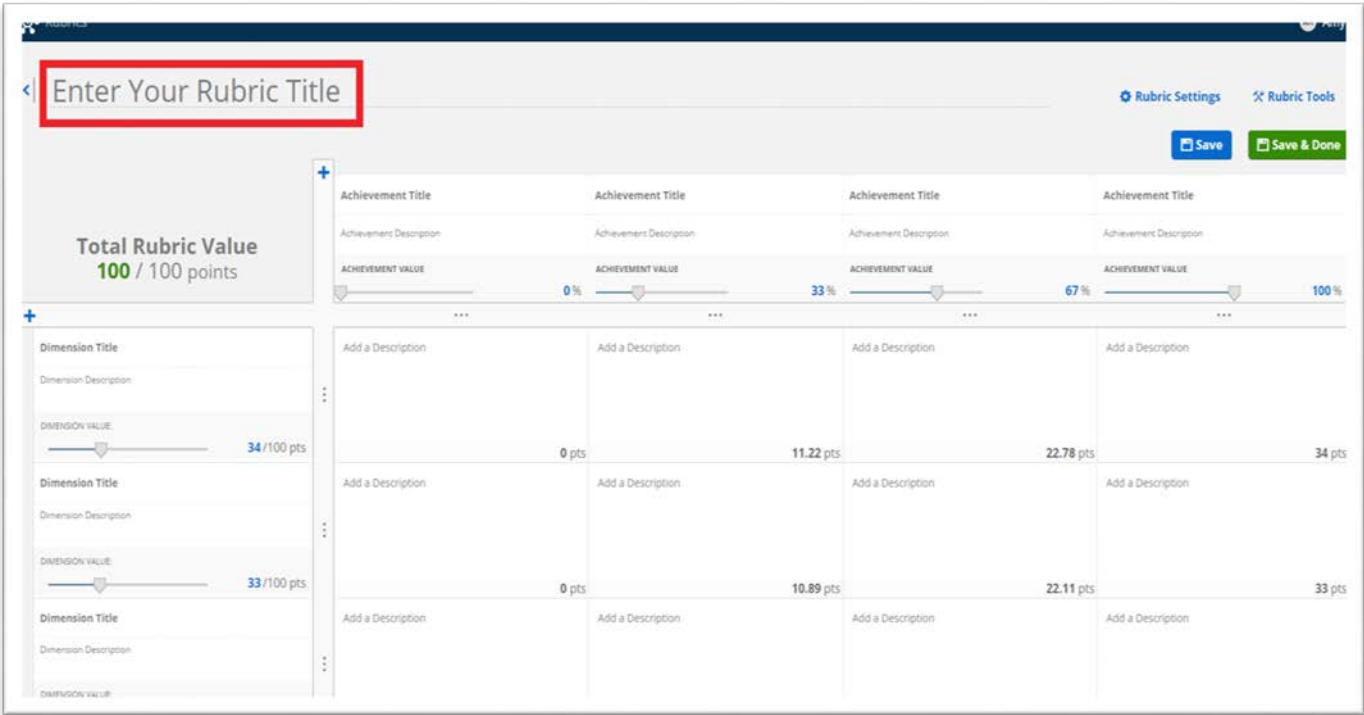 Rubrics
Amy
Enter Your Rubric Title
Rubric Settings
Rubric Tools
Save
Save & Done
Total Rubric Value
100 / 100 points
Achievement Title Achievement Title Achievement Title Achievement Title
Achievement Description Achievement Description Achievement Description Achievement Description
ACHIEVEMENT VALUE ACHIEVEMENT VALUE ACHIEVEMENT VALUE ACHIEVEMENT VALUE
0 % 33 % 67 % 100 %
Dimension Title Add a Description Add a Description Add a Description Add a Description
Dimension Description
DIMENSION VALUE:
34 /100 pts 0 pts 11.22 pts 22.78 pts 34 pts
Dimension Title Add a Description Add a Description Add a Description Add a Description
Dimension Description
DIMENSION VALUE:
33 /100 pts 0 pts 10.89 pts 22.11 pts 33 pts
Dimension Title Add a Description Add a Description Add a Description Add a Description
Dimension Description
DIMENSION VALUE: